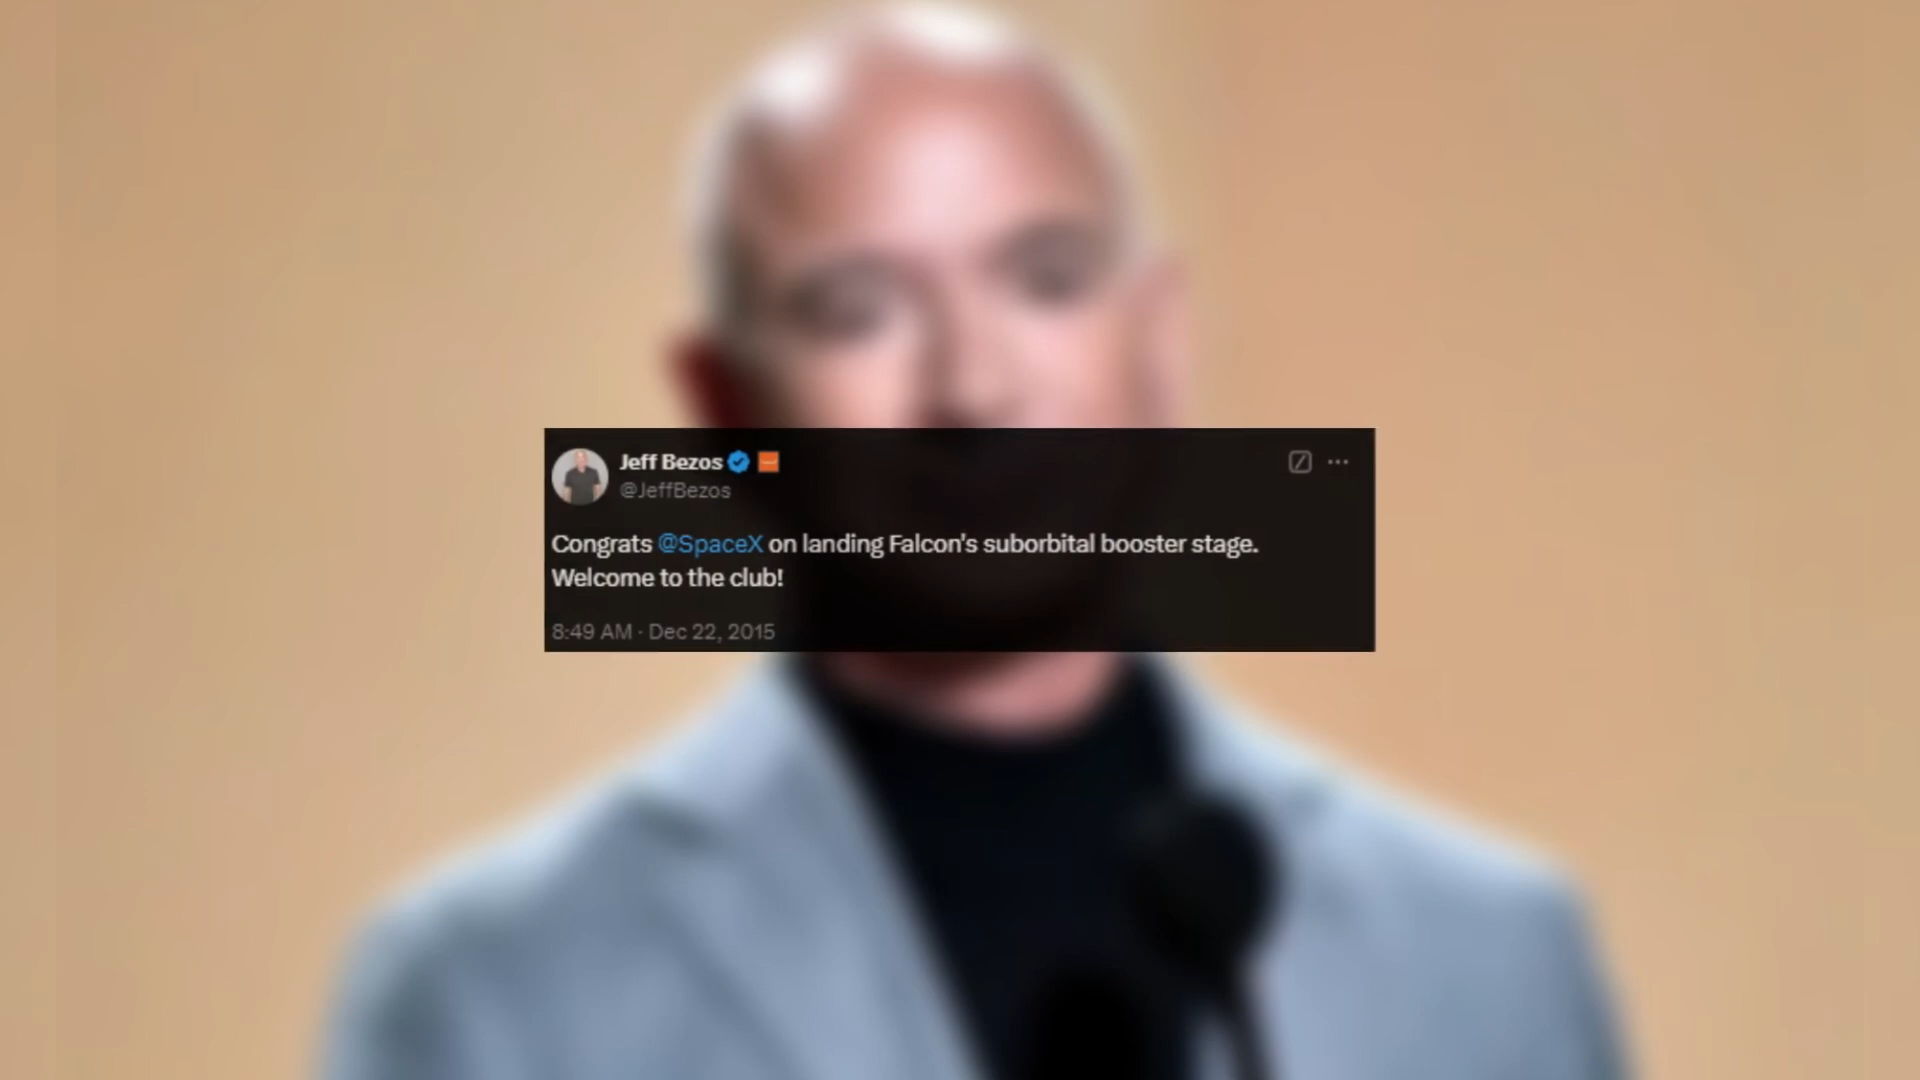 Jeff Bezos
@JeffBezos
Congrats @SpaceX on landing Falcon's suborbital booster stage.
Welcome to the club!
8:49 AM · Dec 22, 2015